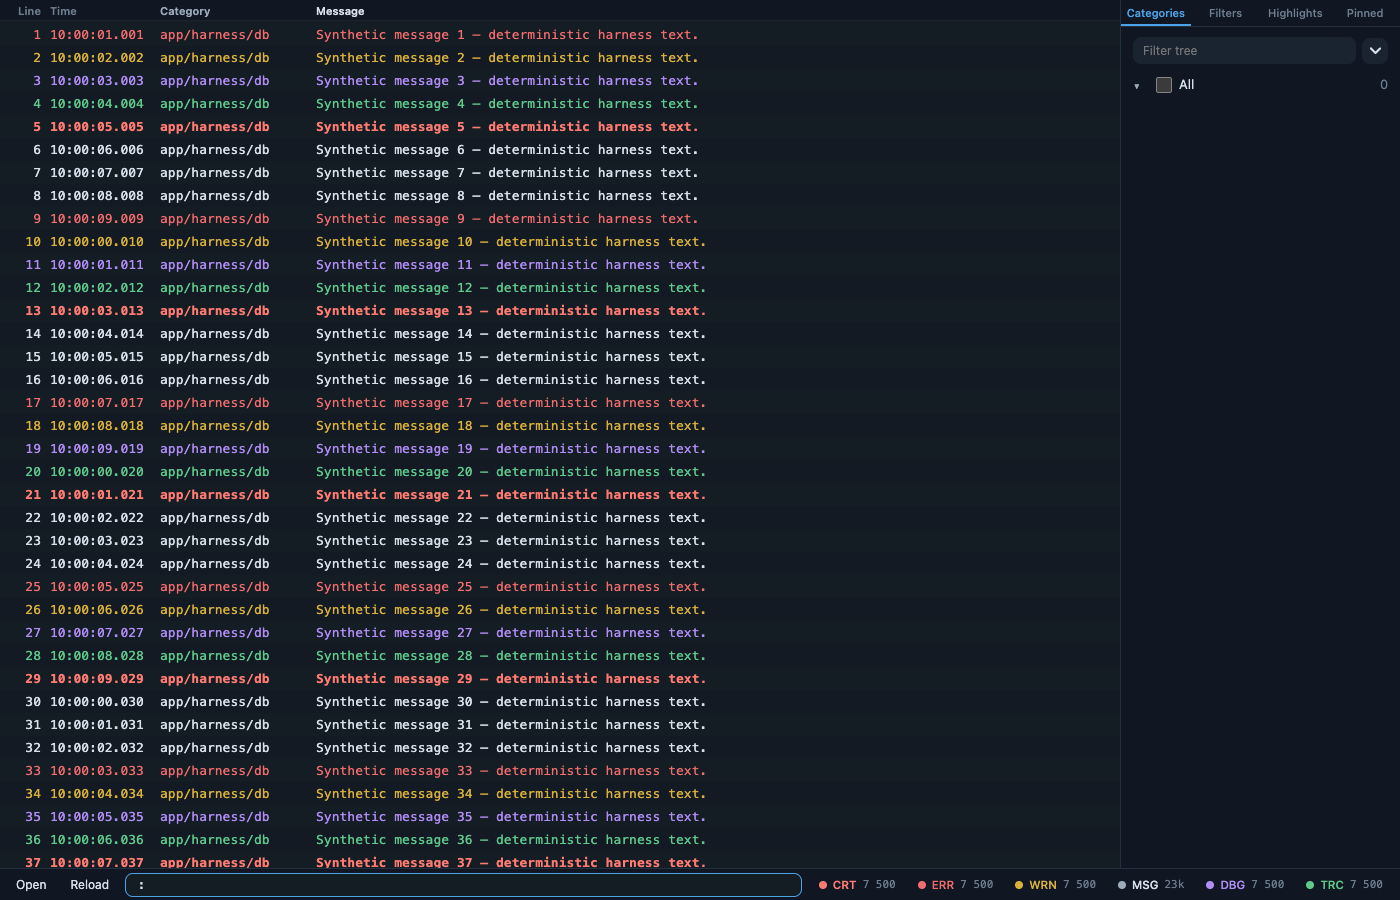 Line Time Category Message
1 10:00:01.001 app/harness/db Synthetic message 1 — deterministic harness text.
2 10:00:02.002 app/harness/db Synthetic message 2 — deterministic harness text.
3 10:00:03.003 app/harness/db Synthetic message 3 — deterministic harness text.
4 10:00:04.004 app/harness/db Synthetic message 4 — deterministic harness text.
5 10:00:05.005 app/harness/db Synthetic message 5 — deterministic harness text.
6 10:00:06.006 app/harness/db Synthetic message 6 — deterministic harness text.
7 10:00:07.007 app/harness/db Synthetic message 7 — deterministic harness text.
8 10:00:08.008 app/harness/db Synthetic message 8 — deterministic harness text.
9 10:00:09.009 app/harness/db Synthetic message 9 — deterministic harness text.
10 10:00:00.010 app/harness/db Synthetic message 10 — deterministic harness text.
11 10:00:01.011 app/harness/db Synthetic message 11 — deterministic harness text.
12 10:00:02.012 app/harness/db Synthetic message 12 — deterministic harness text.
13 10:00:03.013 app/harness/db Synthetic message 13 — deterministic harness text.
14 10:00:04.014 app/harness/db Synthetic message 14 — deterministic harness text.
15 10:00:05.015 app/harness/db Synthetic message 15 — deterministic harness text.
16 10:00:06.016 app/harness/db Synthetic message 16 — deterministic harness text.
17 10:00:07.017 app/harness/db Synthetic message 17 — deterministic harness text.
18 10:00:08.018 app/harness/db Synthetic message 18 — deterministic harness text.
19 10:00:09.019 app/harness/db Synthetic message 19 — deterministic harness text.
20 10:00:00.020 app/harness/db Synthetic message 20 — deterministic harness text.
21 10:00:01.021 app/harness/db Synthetic message 21 — deterministic harness text.
22 10:00:02.022 app/harness/db Synthetic message 22 — deterministic harness text.
23 10:00:03.023 app/harness/db Synthetic message 23 — deterministic harness text.
24 10:00:04.024 app/harness/db Synthetic message 24 — deterministic harness text.
25 10:00:05.025 app/harness/db Synthetic message 25 — deterministic harness text.
26 10:00:06.026 app/harness/db Synthetic message 26 — deterministic harness text.
27 10:00:07.027 app/harness/db Synthetic message 27 — deterministic harness text.
28 10:00:08.028 app/harness/db Synthetic message 28 — deterministic harness text.
29 10:00:09.029 app/harness/db Synthetic message 29 — deterministic harness text.
30 10:00:00.030 app/harness/db Synthetic message 30 — deterministic harness text.
31 10:00:01.031 app/harness/db Synthetic message 31 — deterministic harness text.
32 10:00:02.032 app/harness/db Synthetic message 32 — deterministic harness text.
33 10:00:03.033 app/harness/db Synthetic message 33 — deterministic harness text.
34 10:00:04.034 app/harness/db Synthetic message 34 — deterministic harness text.
35 10:00:05.035 app/harness/db Synthetic message 35 — deterministic harness text.
36 10:00:06.036 app/harness/db Synthetic message 36 — deterministic harness text.
37 10:00:07.037 app/harness/db Synthetic message 37 — deterministic harness text.
Categories Filters Highlights Pinned
Filter tree
All 0
Open Reload : CRT 7 500 ERR 7 500 WRN 7 500 MSG 23k DBG 7 500 TRC 7 500